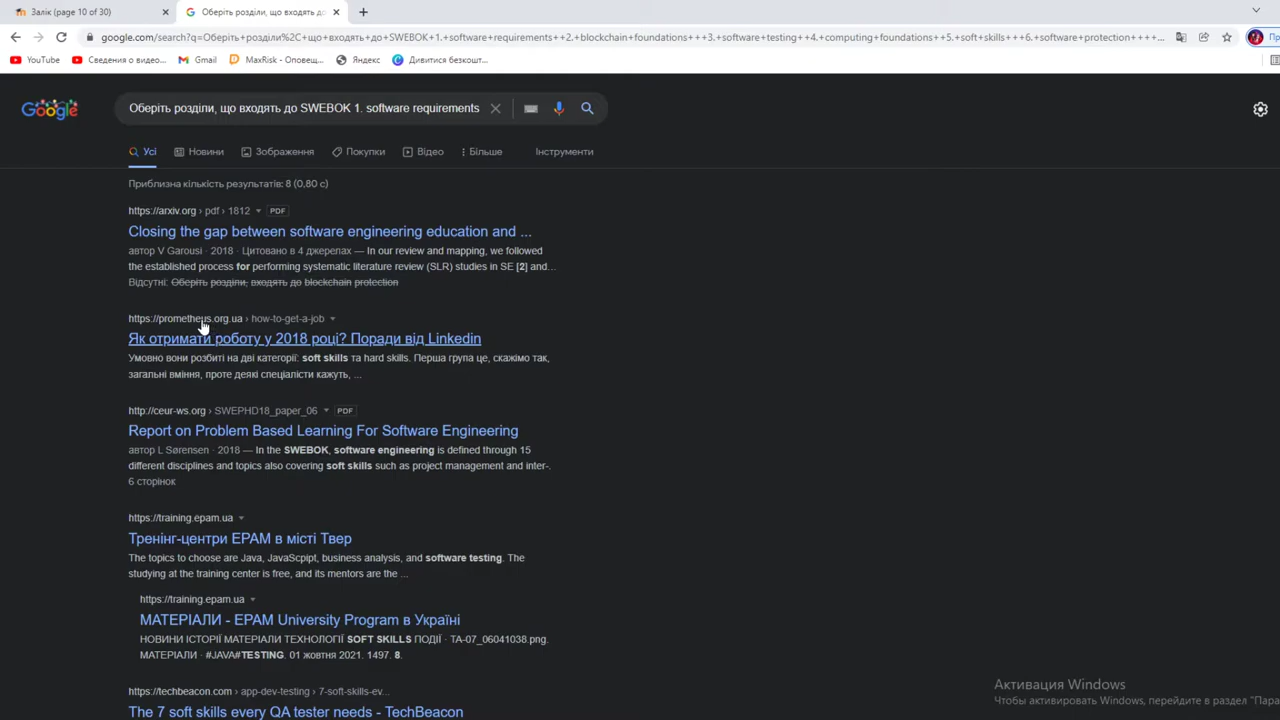 Залік (page 10 of 30)
Оберіть розділи, що входять до
google.com/search?q=Оберіть+розділи%2C+що+входять+до+SWEBOK+1.+software+requirements++2.+blockchain+foundations+++3.+software+testing++4.+computing+foundations++5.+soft+skills+++6.+software+protection++++...
YouTube
Сведения о видео...
Gmail
MaxRisk - Оповещ...
Яндекс
Дивитися безкошт...
Google
Оберіть розділи, що входять до SWEBOK 1. software requirements
Усі
Новини
Зображення
Покупки
Відео
Більше
Інструменти
Приблизна кількість результатів: 8 (0,80 с)
https://arxiv.org › pdf › 1812 PDF
Closing the gap between software engineering education and ...
автор V Garousi · 2018 · Цитовано в 4 джерелах — In our review and mapping, we followed
the established process for performing systematic literature review (SLR) studies in SE [2] and...
Відсутні: Оберіть розділи, входять до blockchain protection
https://prometheus.org.ua › how-to-get-a-job
Як отримати роботу у 2018 році? Поради від Linkedin
Умовно вони розбиті на дві категорії: soft skills та hard skills. Перша група це, скажімо так,
загальні вміння, проте деякі спеціалісти кажуть, ...
http://ceur-ws.org › SWEPHD18_paper_06 PDF
Report on Problem Based Learning For Software Engineering
автор L Sørensen · 2018 — In the SWEBOK, software engineering is defined through 15
different disciplines and topics also covering soft skills such as project management and inter-.
6 сторінок
https://training.epam.ua
Тренінг-центри EPAM в місті Твер
The topics to choose are Java, JavaScpipt, business analysis, and software testing. The
studying at the training center is free, and its mentors are the ...
https://training.epam.ua
МАТЕРІАЛИ - EPAM University Program в Україні
НОВИНИ ІСТОРІЇ МАТЕРІАЛИ ТЕХНОЛОГІЇ SOFT SKILLS ПОДІЇ · TA-07_06041038.png.
МАТЕРІАЛИ · #JAVA#TESTING. 01 жовтня 2021. 1497. 8.
https://techbeacon.com › app-dev-testing › 7-soft-skills-ev...
The 7 soft skills every QA tester needs - TechBeacon
Активация Windows
Чтобы активировать Windows, перейдите в раздел "Пара